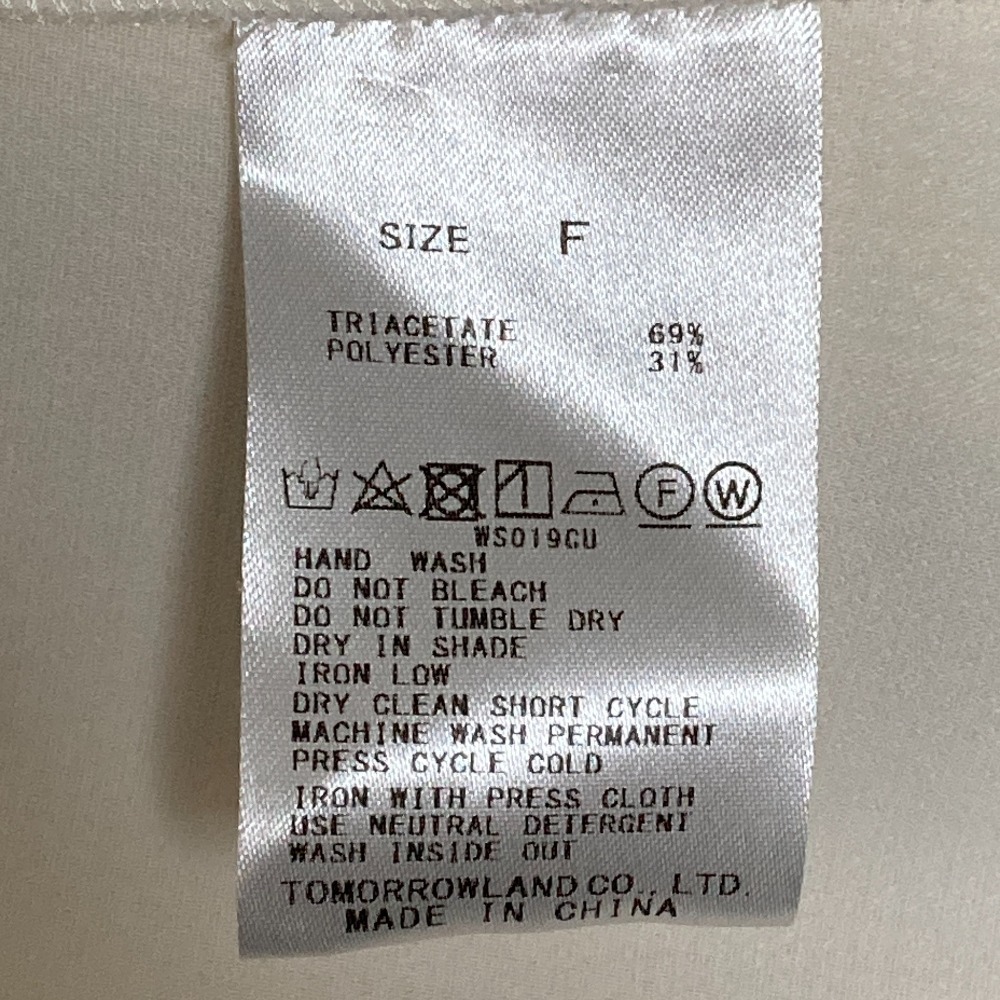 SIZE F
TRIACETATE 69%
POLYESTER 31%
F W
WS019CU
HAND WASH
DO NOT BLEACH
DO NOT TUMBLE DRY
DRY IN SHADE
IRON LOW
DRY CLEAN SHORT CYCLE
MACHINE WASH PERMANENT
PRESS CYCLE COLD
IRON WITH PRESS CLOTH
USE NEUTRAL DETERGENT
WASH INSIDE OUT
TOMORROWLAND CO., LTD.
MADE IN CHINA